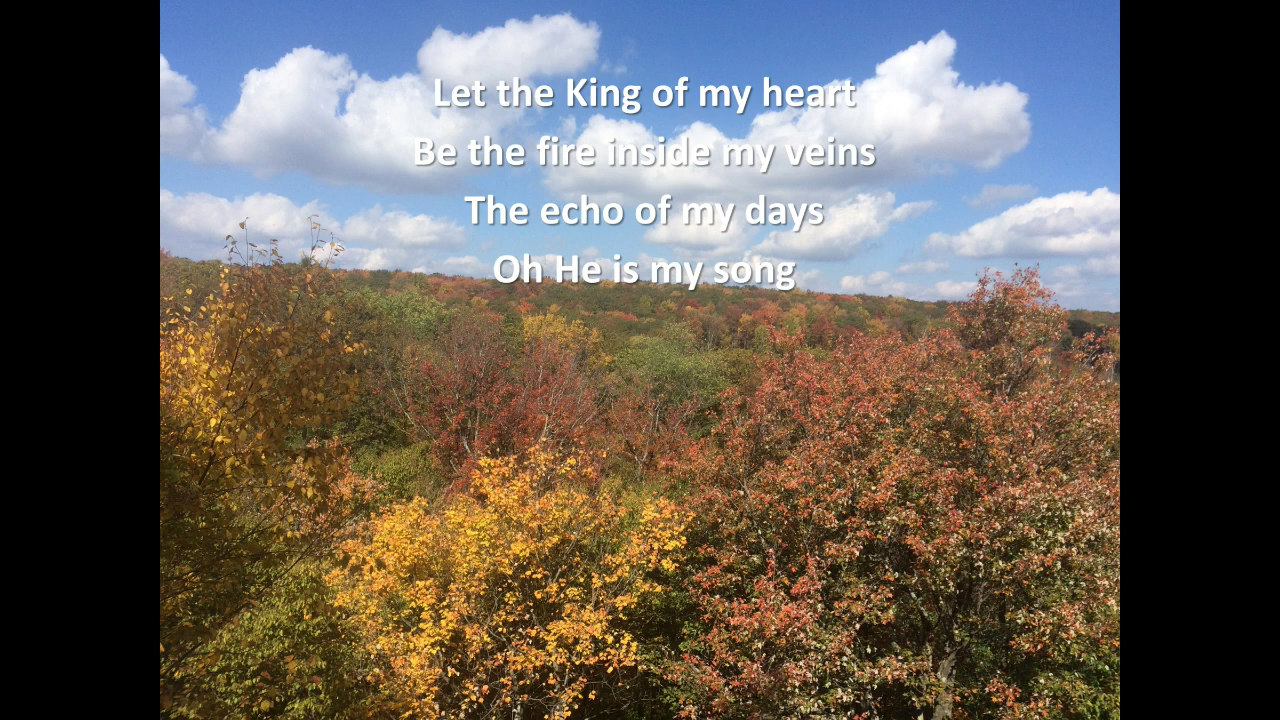 Let the King of my heart
Be the fire inside my veins
The echo of my days
Oh He is my song